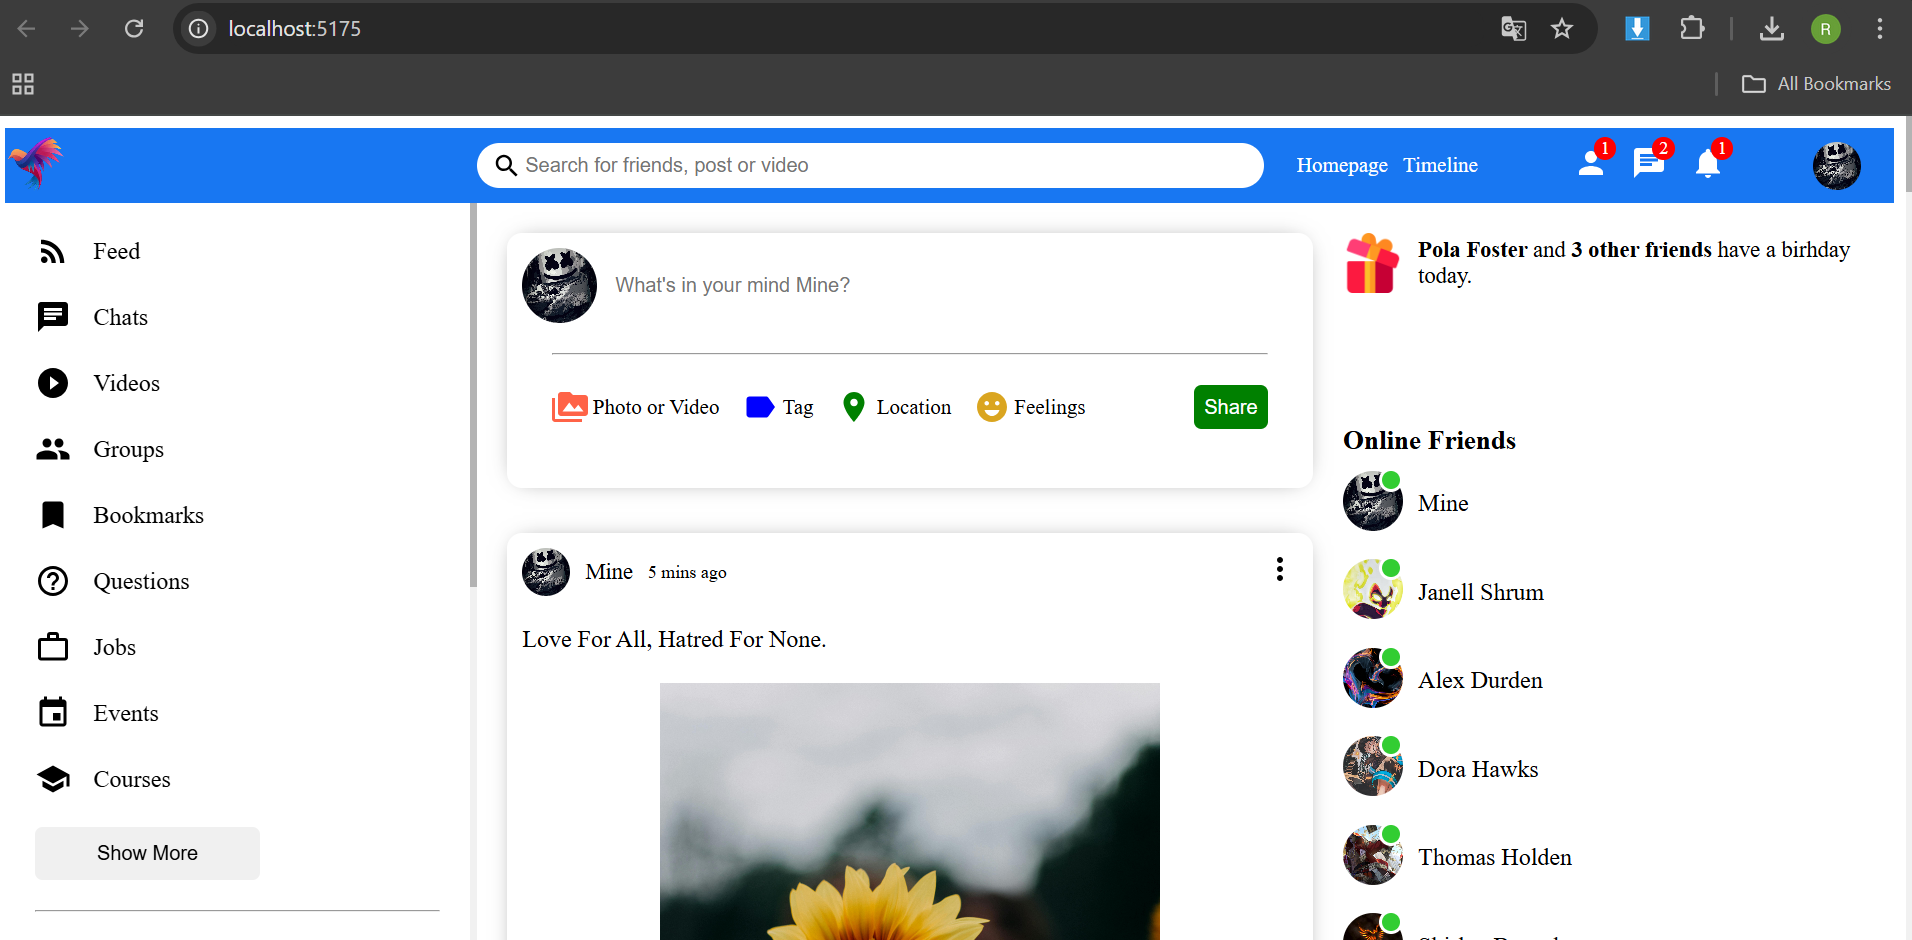 localhost:5175
R
All Bookmarks
Search for friends, post or video
Homepage Timeline
1
2
1
Feed
Chats
Videos
Groups
Bookmarks
Questions
Jobs
Events
Courses
Show More
What's in your mind Mine?
Photo or Video
Tag
Location
Feelings
Share
Mine 5 mins ago
Love For All, Hatred For None.
Pola Foster and 3 other friends have a birhday
today.
Online Friends
Mine
Janell Shrum
Alex Durden
Dora Hawks
Thomas Holden